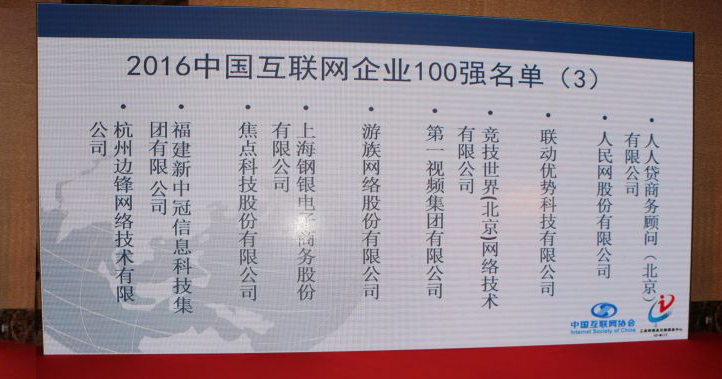 2016中国互联网企业100强名单（3）
• 人人贷商务顾问（北京）
有限公司
• 人民网股份有限公司
• 联动优势科技有限公司
• 竞技世界(北京)网络技术
有限公司
• 第一视频集团有限公司
• 游族网络股份有限公司
• 上海钢银电子商务股份
有限公司
• 焦点科技股份有限公司
• 福建新中冠信息科技集
团有限公司
• 杭州边锋网络技术有限
公司
中国互联网协会
Internet Society of China